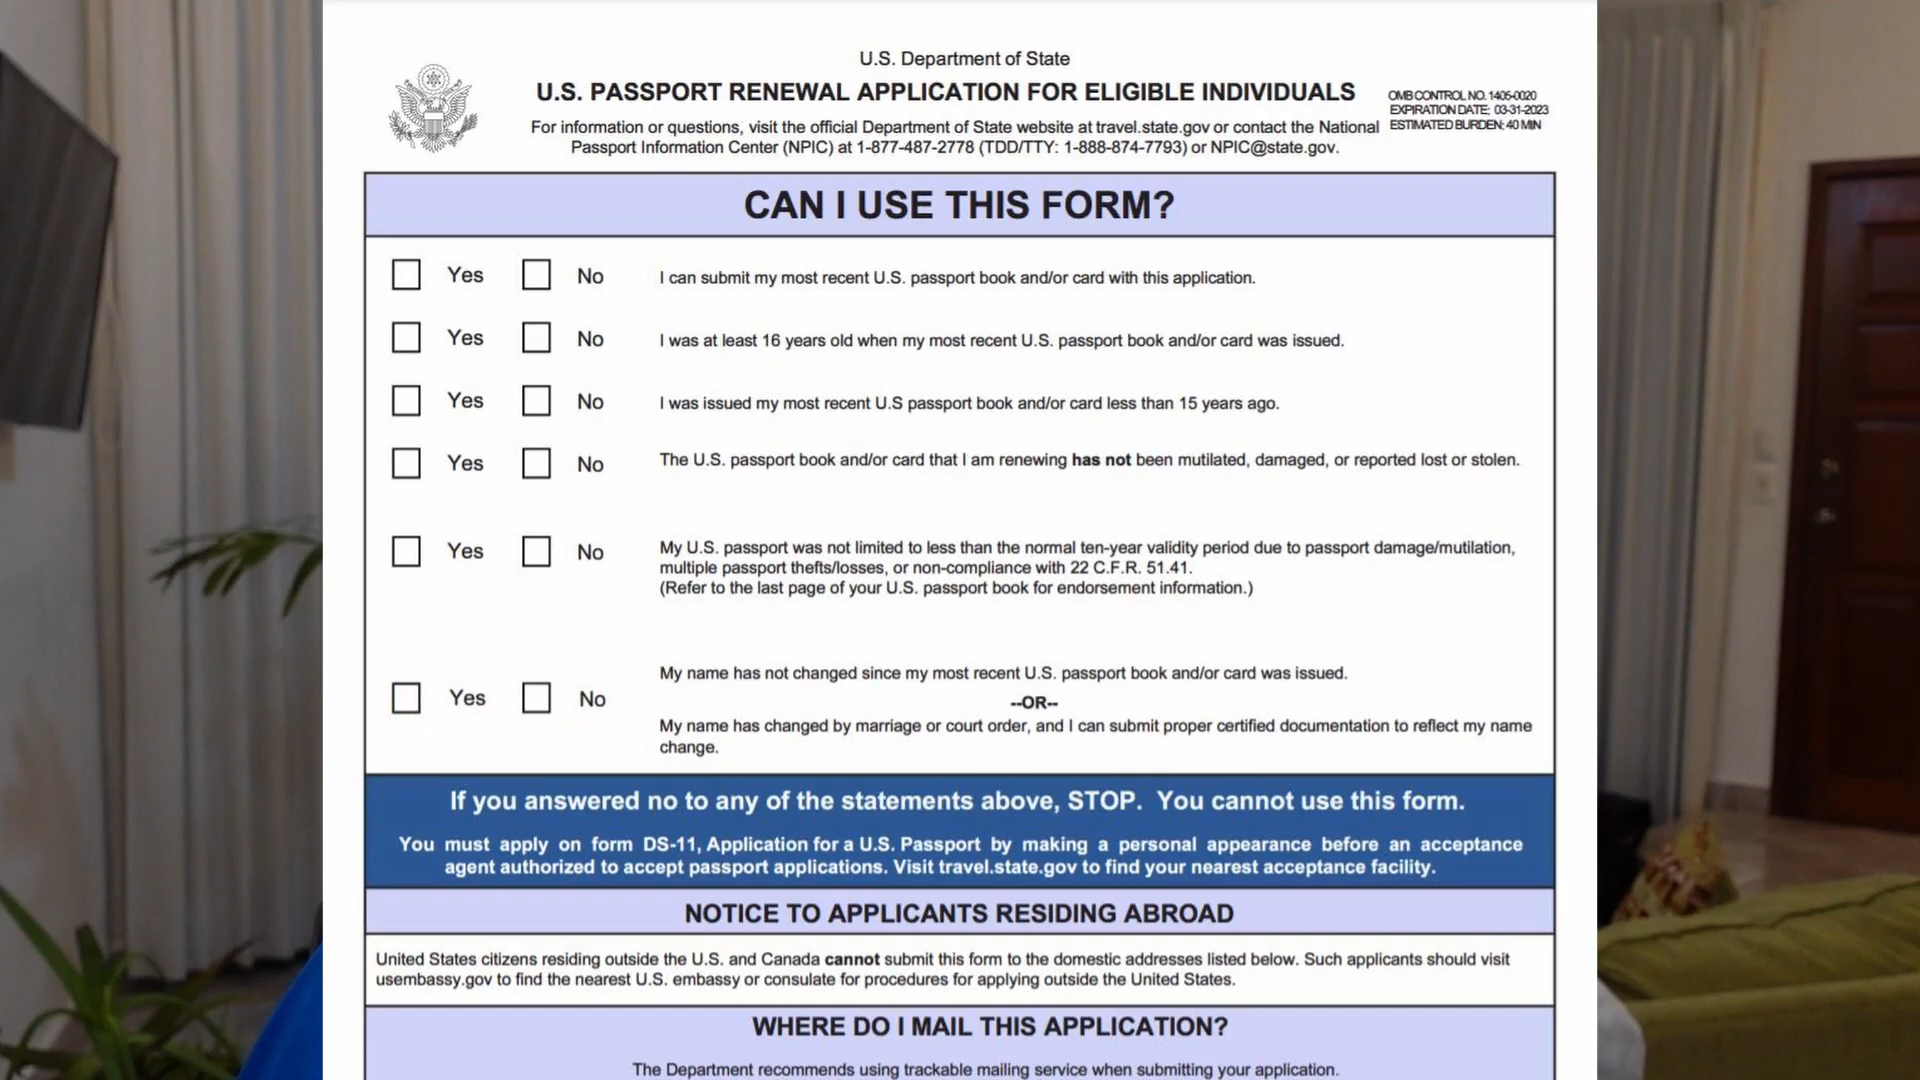 U.S. Department of State
U.S. PASSPORT RENEWAL APPLICATION FOR ELIGIBLE INDIVIDUALS
OMB CONTROL NO. 1405-0020
EXPIRATION DATE: 03-31-2023
ESTIMATED BURDEN: 40 MIN
For information or questions, visit the official Department of State website at travel.state.gov or contact the National
Passport Information Center (NPIC) at 1-877-487-2778 (TDD/TTY: 1-888-874-7793) or NPIC@state.gov.
CAN I USE THIS FORM?
Yes No I can submit my most recent U.S. passport book and/or card with this application.
Yes No I was at least 16 years old when my most recent U.S. passport book and/or card was issued.
Yes No I was issued my most recent U.S passport book and/or card less than 15 years ago.
Yes No The U.S. passport book and/or card that I am renewing has not been mutilated, damaged, or reported lost or stolen.
Yes No My U.S. passport was not limited to less than the normal ten-year validity period due to passport damage/mutilation,
multiple passport thefts/losses, or non-compliance with 22 C.F.R. 51.41.
(Refer to the last page of your U.S. passport book for endorsement information.)
My name has not changed since my most recent U.S. passport book and/or card was issued.
Yes No --OR--
My name has changed by marriage or court order, and I can submit proper certified documentation to reflect my name
change.
If you answered no to any of the statements above, STOP. You cannot use this form.
You must apply on form DS-11, Application for a U.S. Passport by making a personal appearance before an acceptance
agent authorized to accept passport applications. Visit travel.state.gov to find your nearest acceptance facility.
NOTICE TO APPLICANTS RESIDING ABROAD
United States citizens residing outside the U.S. and Canada cannot submit this form to the domestic addresses listed below. Such applicants should visit
usembassy.gov to find the nearest U.S. embassy or consulate for procedures for applying outside the United States.
WHERE DO I MAIL THIS APPLICATION?
The Department recommends using trackable mailing service when submitting your application.